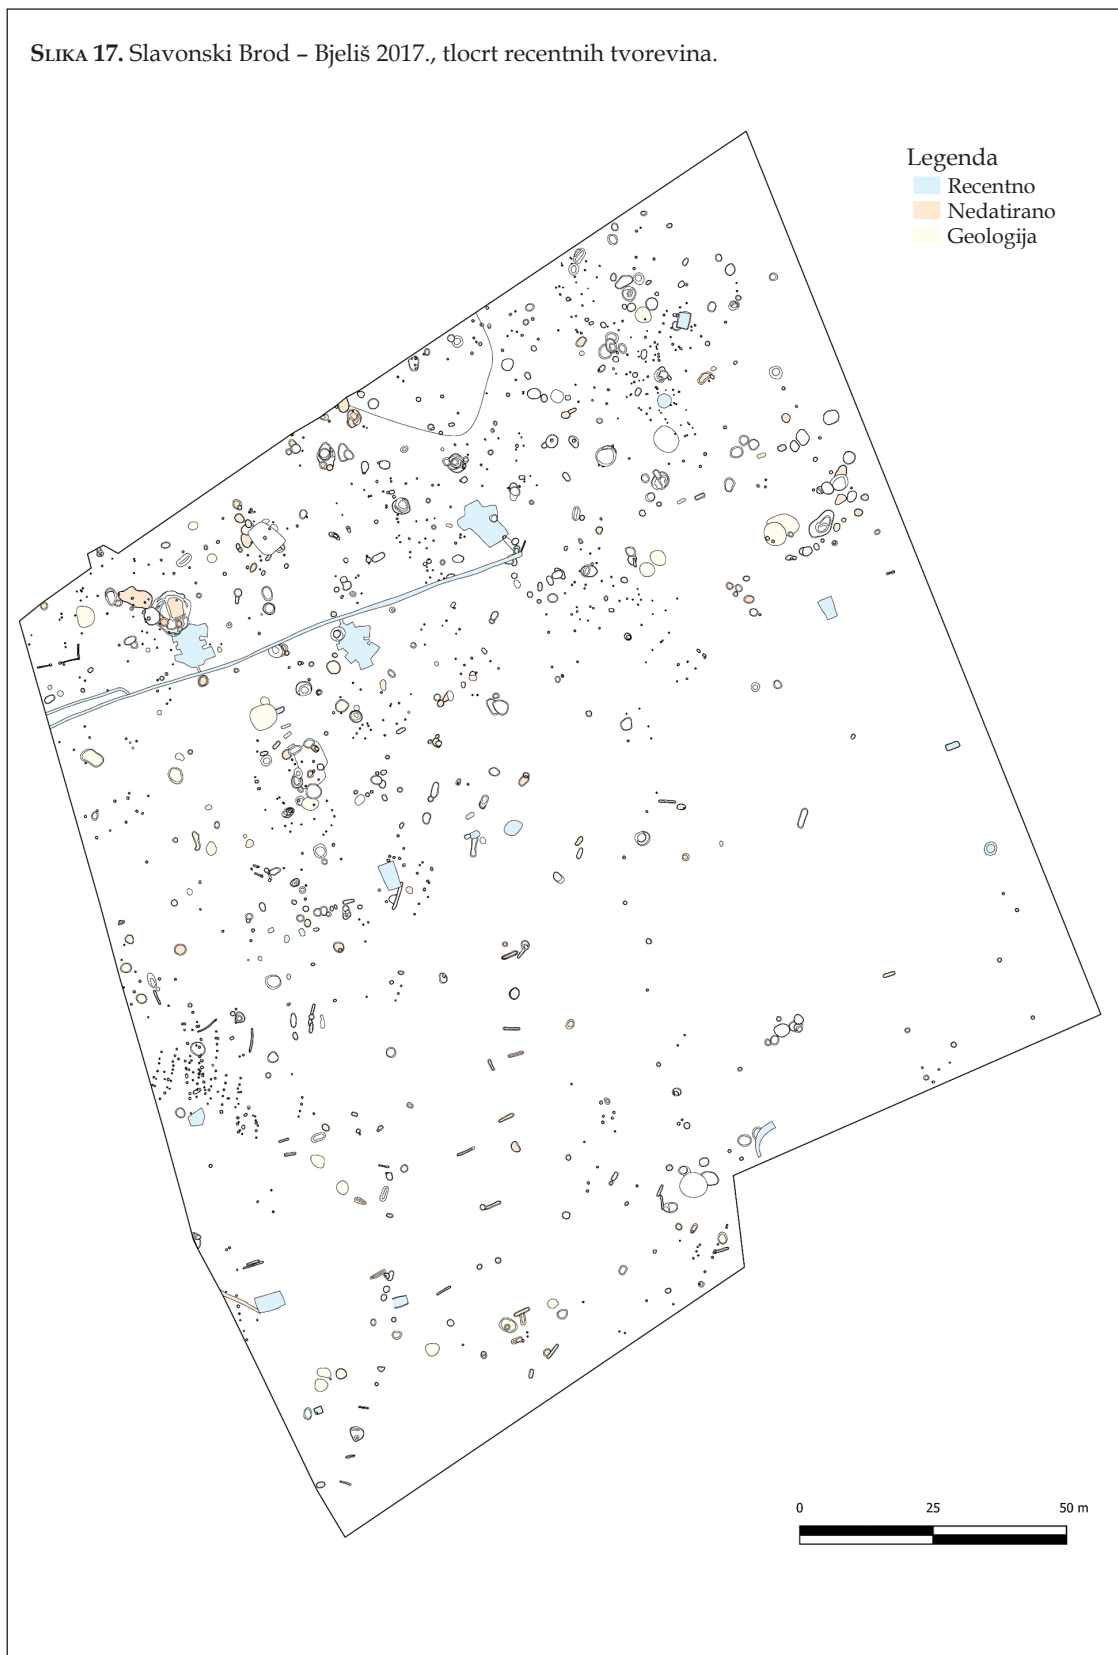 SLIKA 17. Slavonski Brod – Bjeliš 2017., tlocrt recentnih tvorevina.
Legenda
Recentno
Nedatirano
Geologija
0 25 50 m